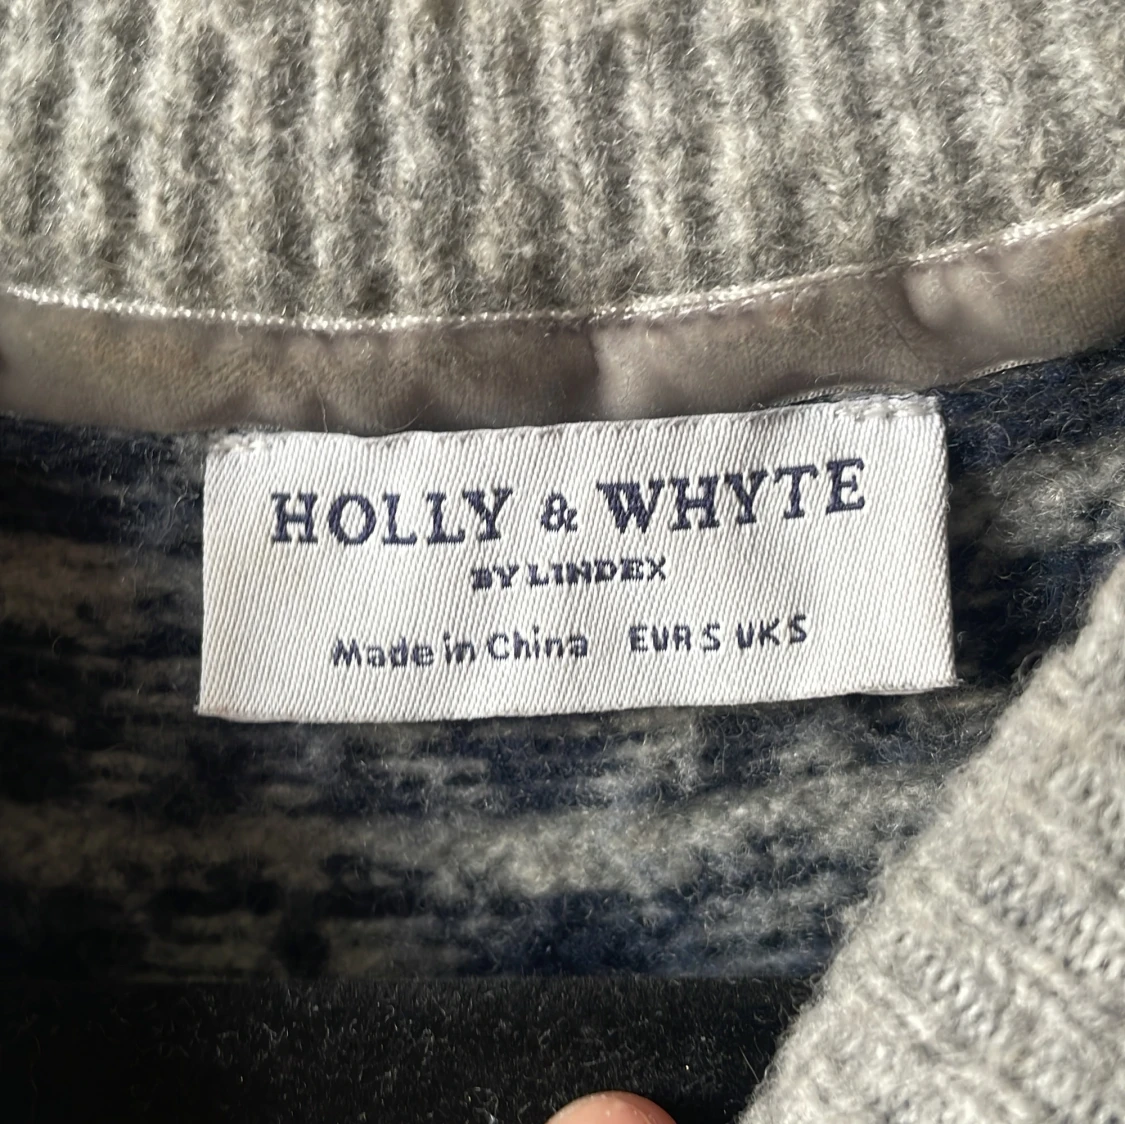 HOLLY & WHYTE
BY LINDEX
Made in China EUR S UK S